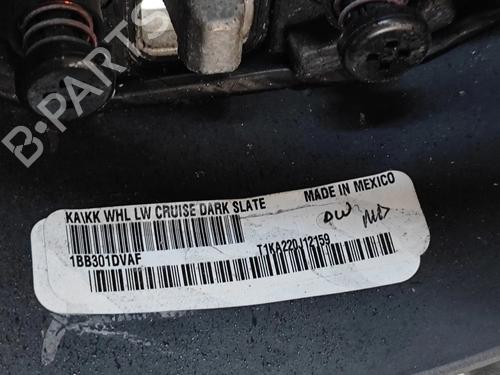 B-PARTS
KA\KK WHL LW CRUISE DARK SLATE
MADE IN MEXICO
1BB301DVAF
T1KA220J12159